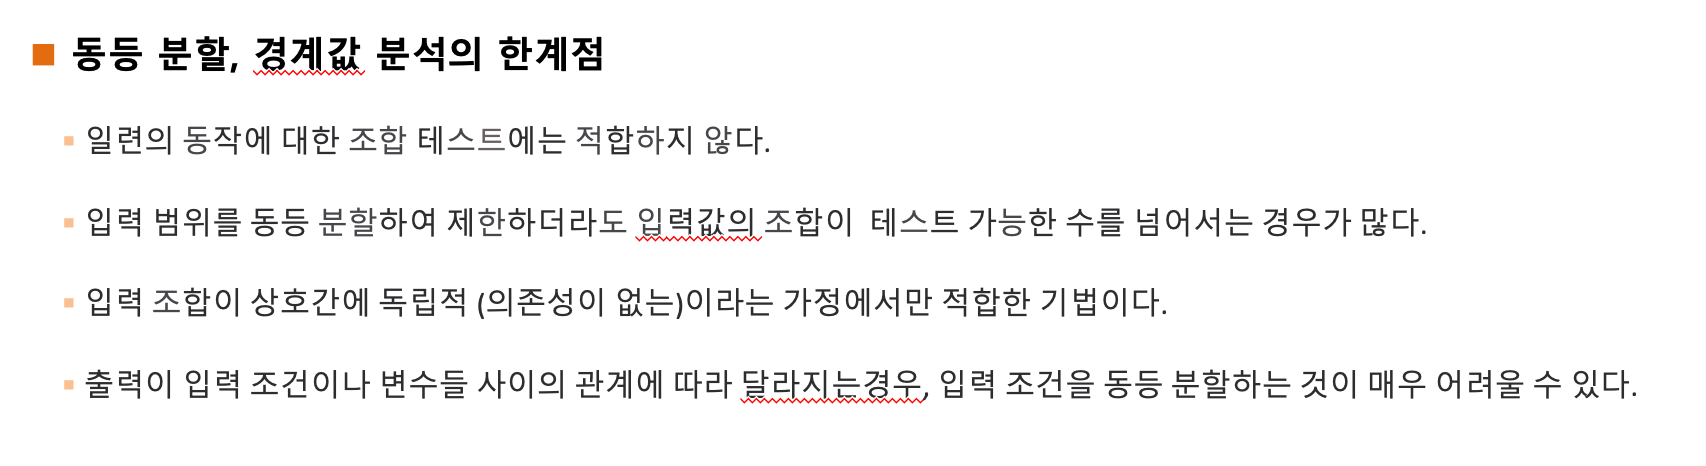 ■ 동등 분할, 경계값 분석의 한계점
▪ 일련의 동작에 대한 조합 테스트에는 적합하지 않다.
▪ 입력 범위를 동등 분할하여 제한하더라도 입력값의 조합이 테스트 가능한 수를 넘어서는 경우가 많다.
▪ 입력 조합이 상호간에 독립적 (의존성이 없는)이라는 가정에서만 적합한 기법이다.
▪ 출력이 입력 조건이나 변수들 사이의 관계에 따라 달라지는경우, 입력 조건을 동등 분할하는 것이 매우 어려울 수 있다.